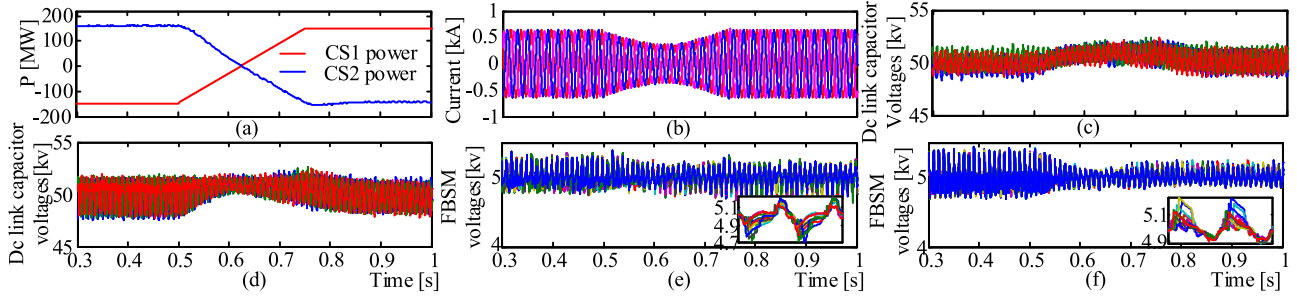 P [MW]
200
100
0
-100
-200
CS1 power
CS2 power
(a)
Current [kA]
1
0.5
0
-0.5
-1
(b)
Dc link capacitor
Voltages [kv]
55
50
45
(c)
Dc link capacitor
voltages[kv]
55
50
45
0.3 0.4 0.5 0.6 0.7 0.8 0.9 1
Time [s]
(d)
FBSM
voltages [kv]
5
4
5.1
4.9
4.7
0.3 0.4 0.5 0.6 0.7 0.8 0.9 1
Time [s]
(e)
FBSM
voltages [kv]
5
4
5.1
4.9
0.3 0.4 0.5 0.6 0.7 0.8 0.9 1
Time [s]
(f)